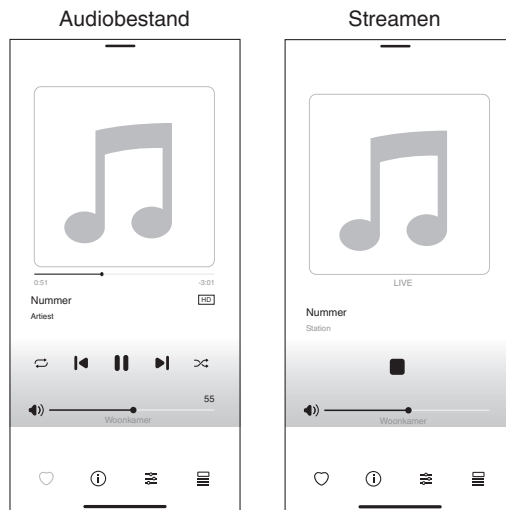 Audiobestand
0:51 -3:01
Nummer HD
Artiest
55
Woonkamer
Streamen
LIVE
Nummer
Station
Woonkamer